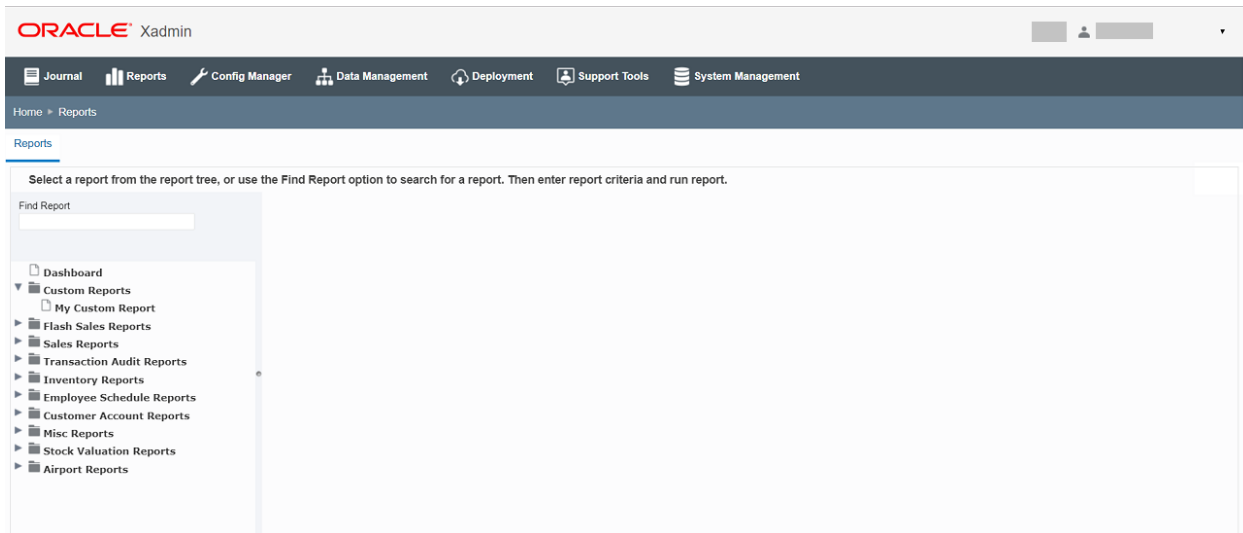 ORACLE® Xadmin
Journal Reports Config Manager Data Management Deployment Support Tools System Management
Home ▸ Reports
Reports
Select a report from the report tree, or use the Find Report option to search for a report. Then enter report criteria and run report.
Find Report
Dashboard
Custom Reports
My Custom Report
Flash Sales Reports
Sales Reports
Transaction Audit Reports
Inventory Reports
Employee Schedule Reports
Customer Account Reports
Misc Reports
Stock Valuation Reports
Airport Reports